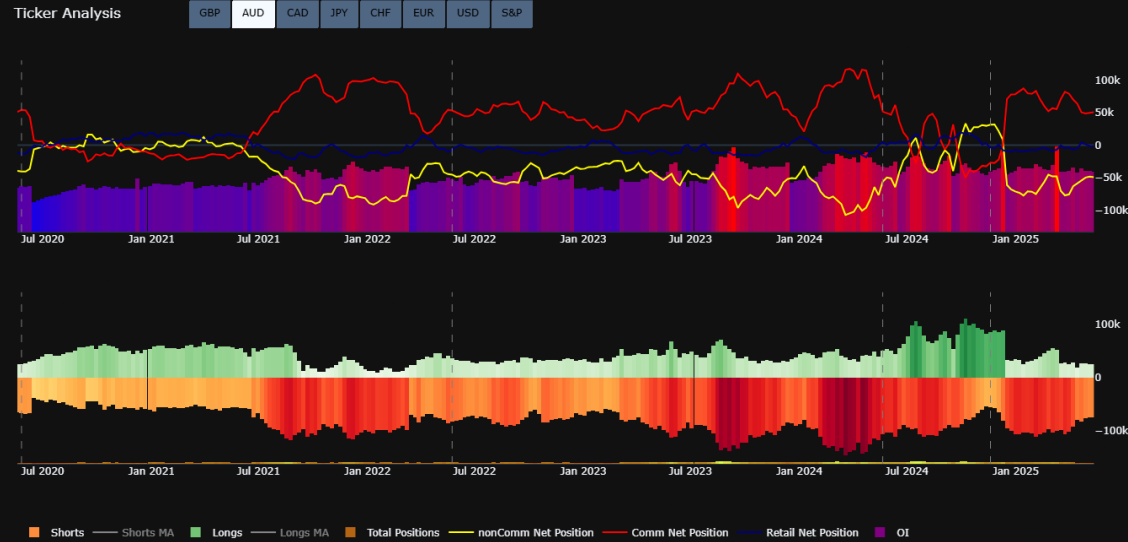 Ticker Analysis
GBP AUD CAD JPY CHF EUR USD S&P
100k
50k
0
−50k
−100k
Jul 2020 Jan 2021 Jul 2021 Jan 2022 Jul 2022 Jan 2023 Jul 2023 Jan 2024 Jul 2024 Jan 2025
100k
0
−100k
Jul 2020 Jan 2021 Jul 2021 Jan 2022 Jul 2022 Jan 2023 Jul 2023 Jan 2024 Jul 2024 Jan 2025
Shorts Shorts MA Longs Longs MA Total Positions nonComm Net Position Comm Net Position Retail Net Position OI